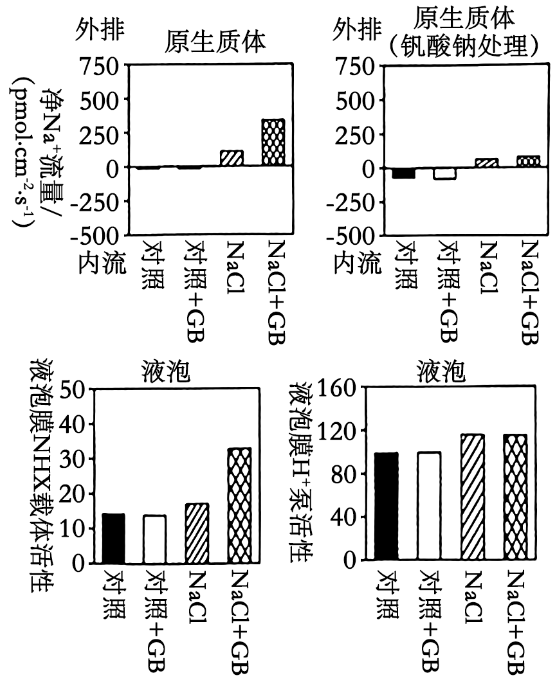 外排
原生质体
净Na⁺流量/
(pmol·cm⁻²·s⁻¹)
750
500
250
0
-250
-500
内流
对照
对照+GB
NaCl
NaCl+GB
外排
原生质体
(钒酸钠处理)
750
500
250
0
-250
-500
内流
对照
对照+GB
NaCl
NaCl+GB
液泡
液泡膜NHX载体活性
50
40
30
20
10
0
对照
对照+GB
NaCl
NaCl+GB
液泡
液泡膜H⁺泵活性
160
120
80
40
0
对照
对照+GB
NaCl
NaCl+GB